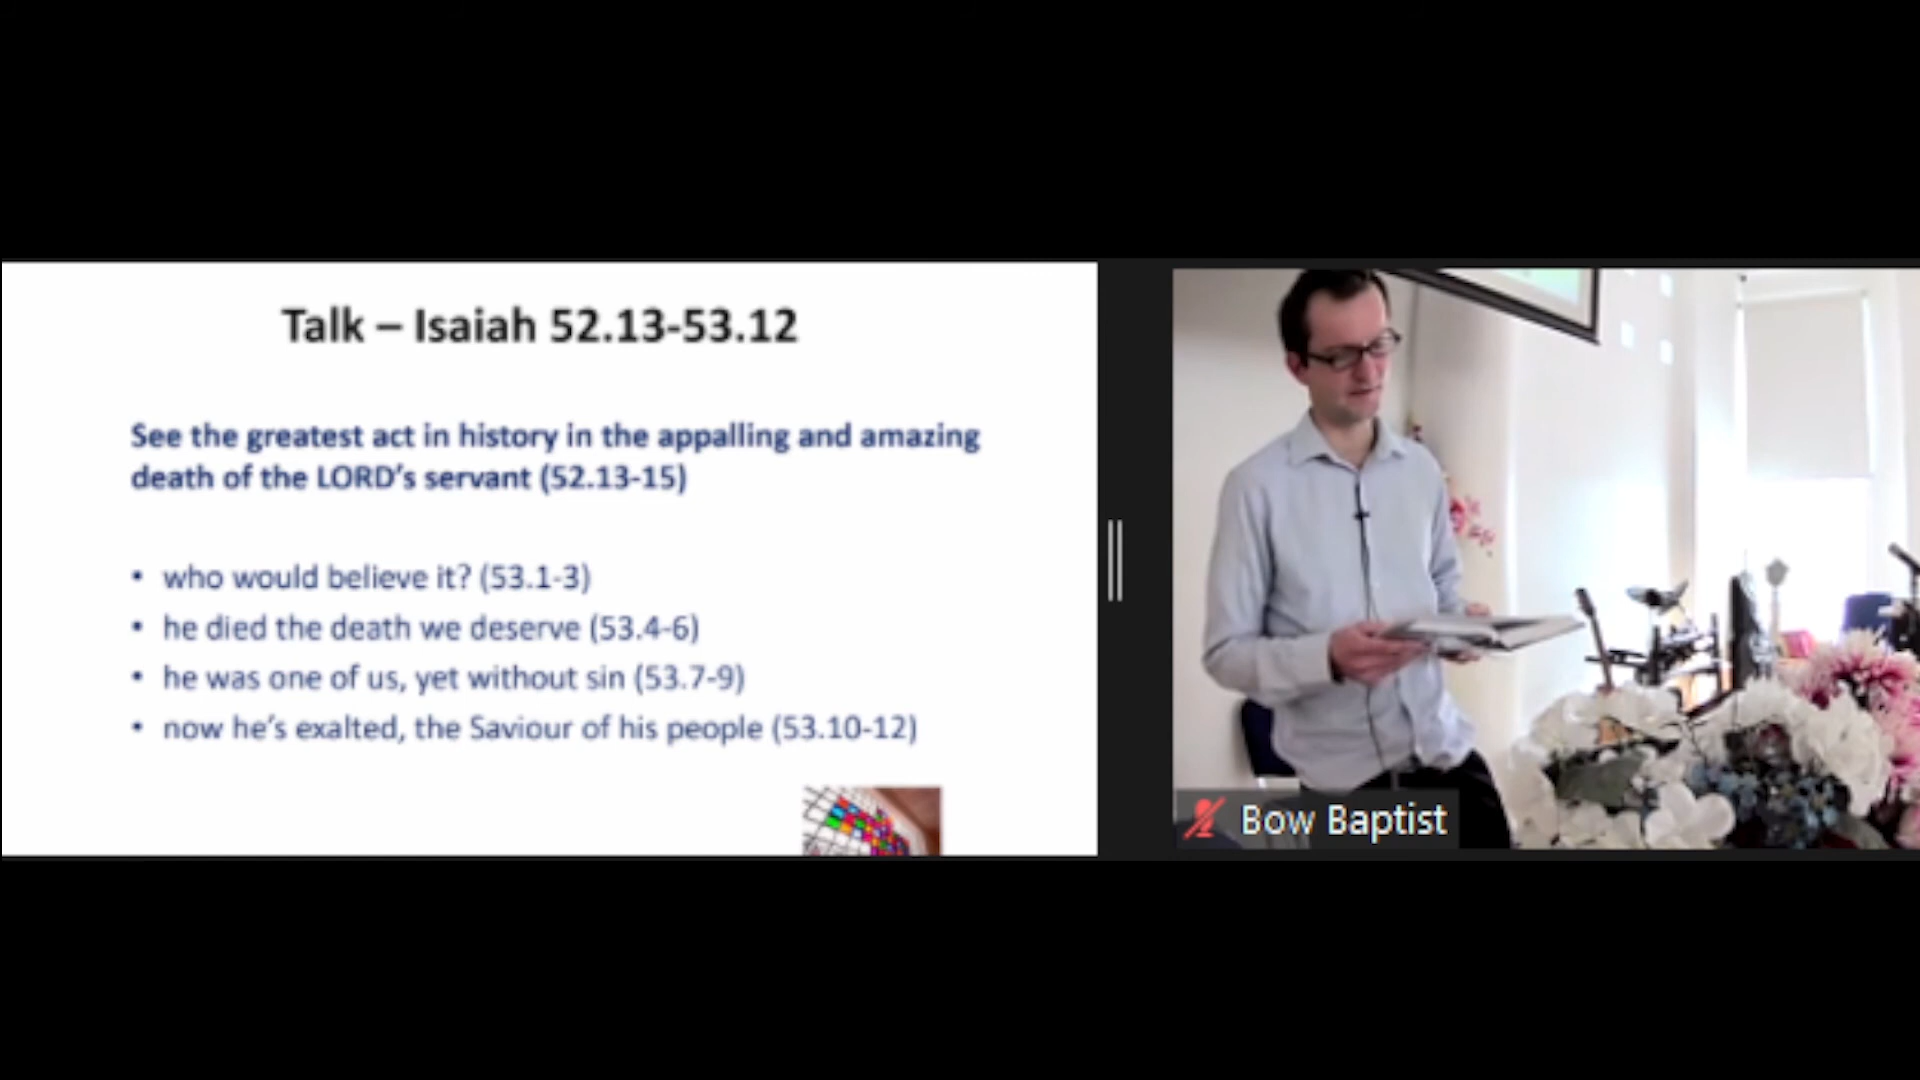 Talk – Isaiah 52.13-53.12
See the greatest act in history in the appalling and amazing
death of the LORD's servant (52.13-15)
• who would believe it? (53.1-3)
• he died the death we deserve (53.4-6)
• he was one of us, yet without sin (53.7-9)
• now he's exalted, the Saviour of his people (53.10-12)
Bow Baptist